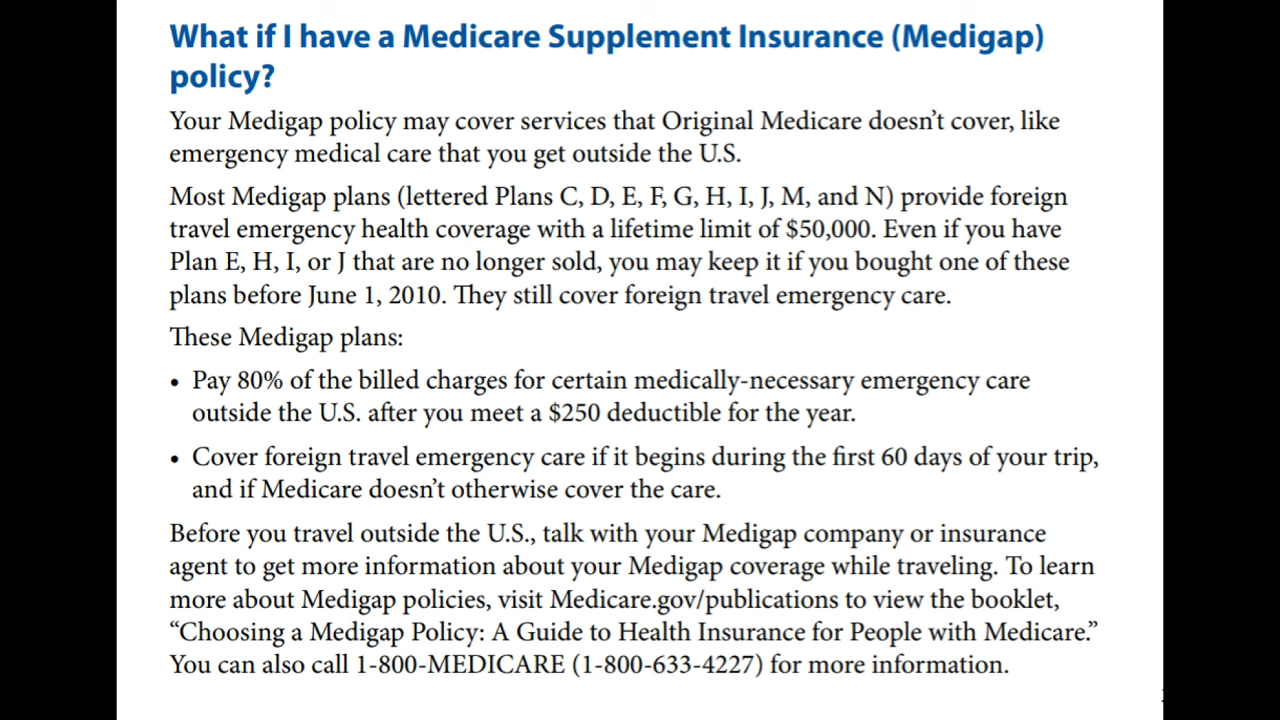 What if I have a Medicare Supplement Insurance (Medigap)
policy?
Your Medigap policy may cover services that Original Medicare doesn’t cover, like
emergency medical care that you get outside the U.S.
Most Medigap plans (lettered Plans C, D, E, F, G, H, I, J, M, and N) provide foreign
travel emergency health coverage with a lifetime limit of $50,000. Even if you have
Plan E, H, I, or J that are no longer sold, you may keep it if you bought one of these
plans before June 1, 2010. They still cover foreign travel emergency care.
These Medigap plans:
• Pay 80% of the billed charges for certain medically-necessary emergency care
outside the U.S. after you meet a $250 deductible for the year.
• Cover foreign travel emergency care if it begins during the first 60 days of your trip,
and if Medicare doesn’t otherwise cover the care.
Before you travel outside the U.S., talk with your Medigap company or insurance
agent to get more information about your Medigap coverage while traveling. To learn
more about Medigap policies, visit Medicare.gov/publications to view the booklet,
“Choosing a Medigap Policy: A Guide to Health Insurance for People with Medicare.”
You can also call 1-800-MEDICARE (1-800-633-4227) for more information.